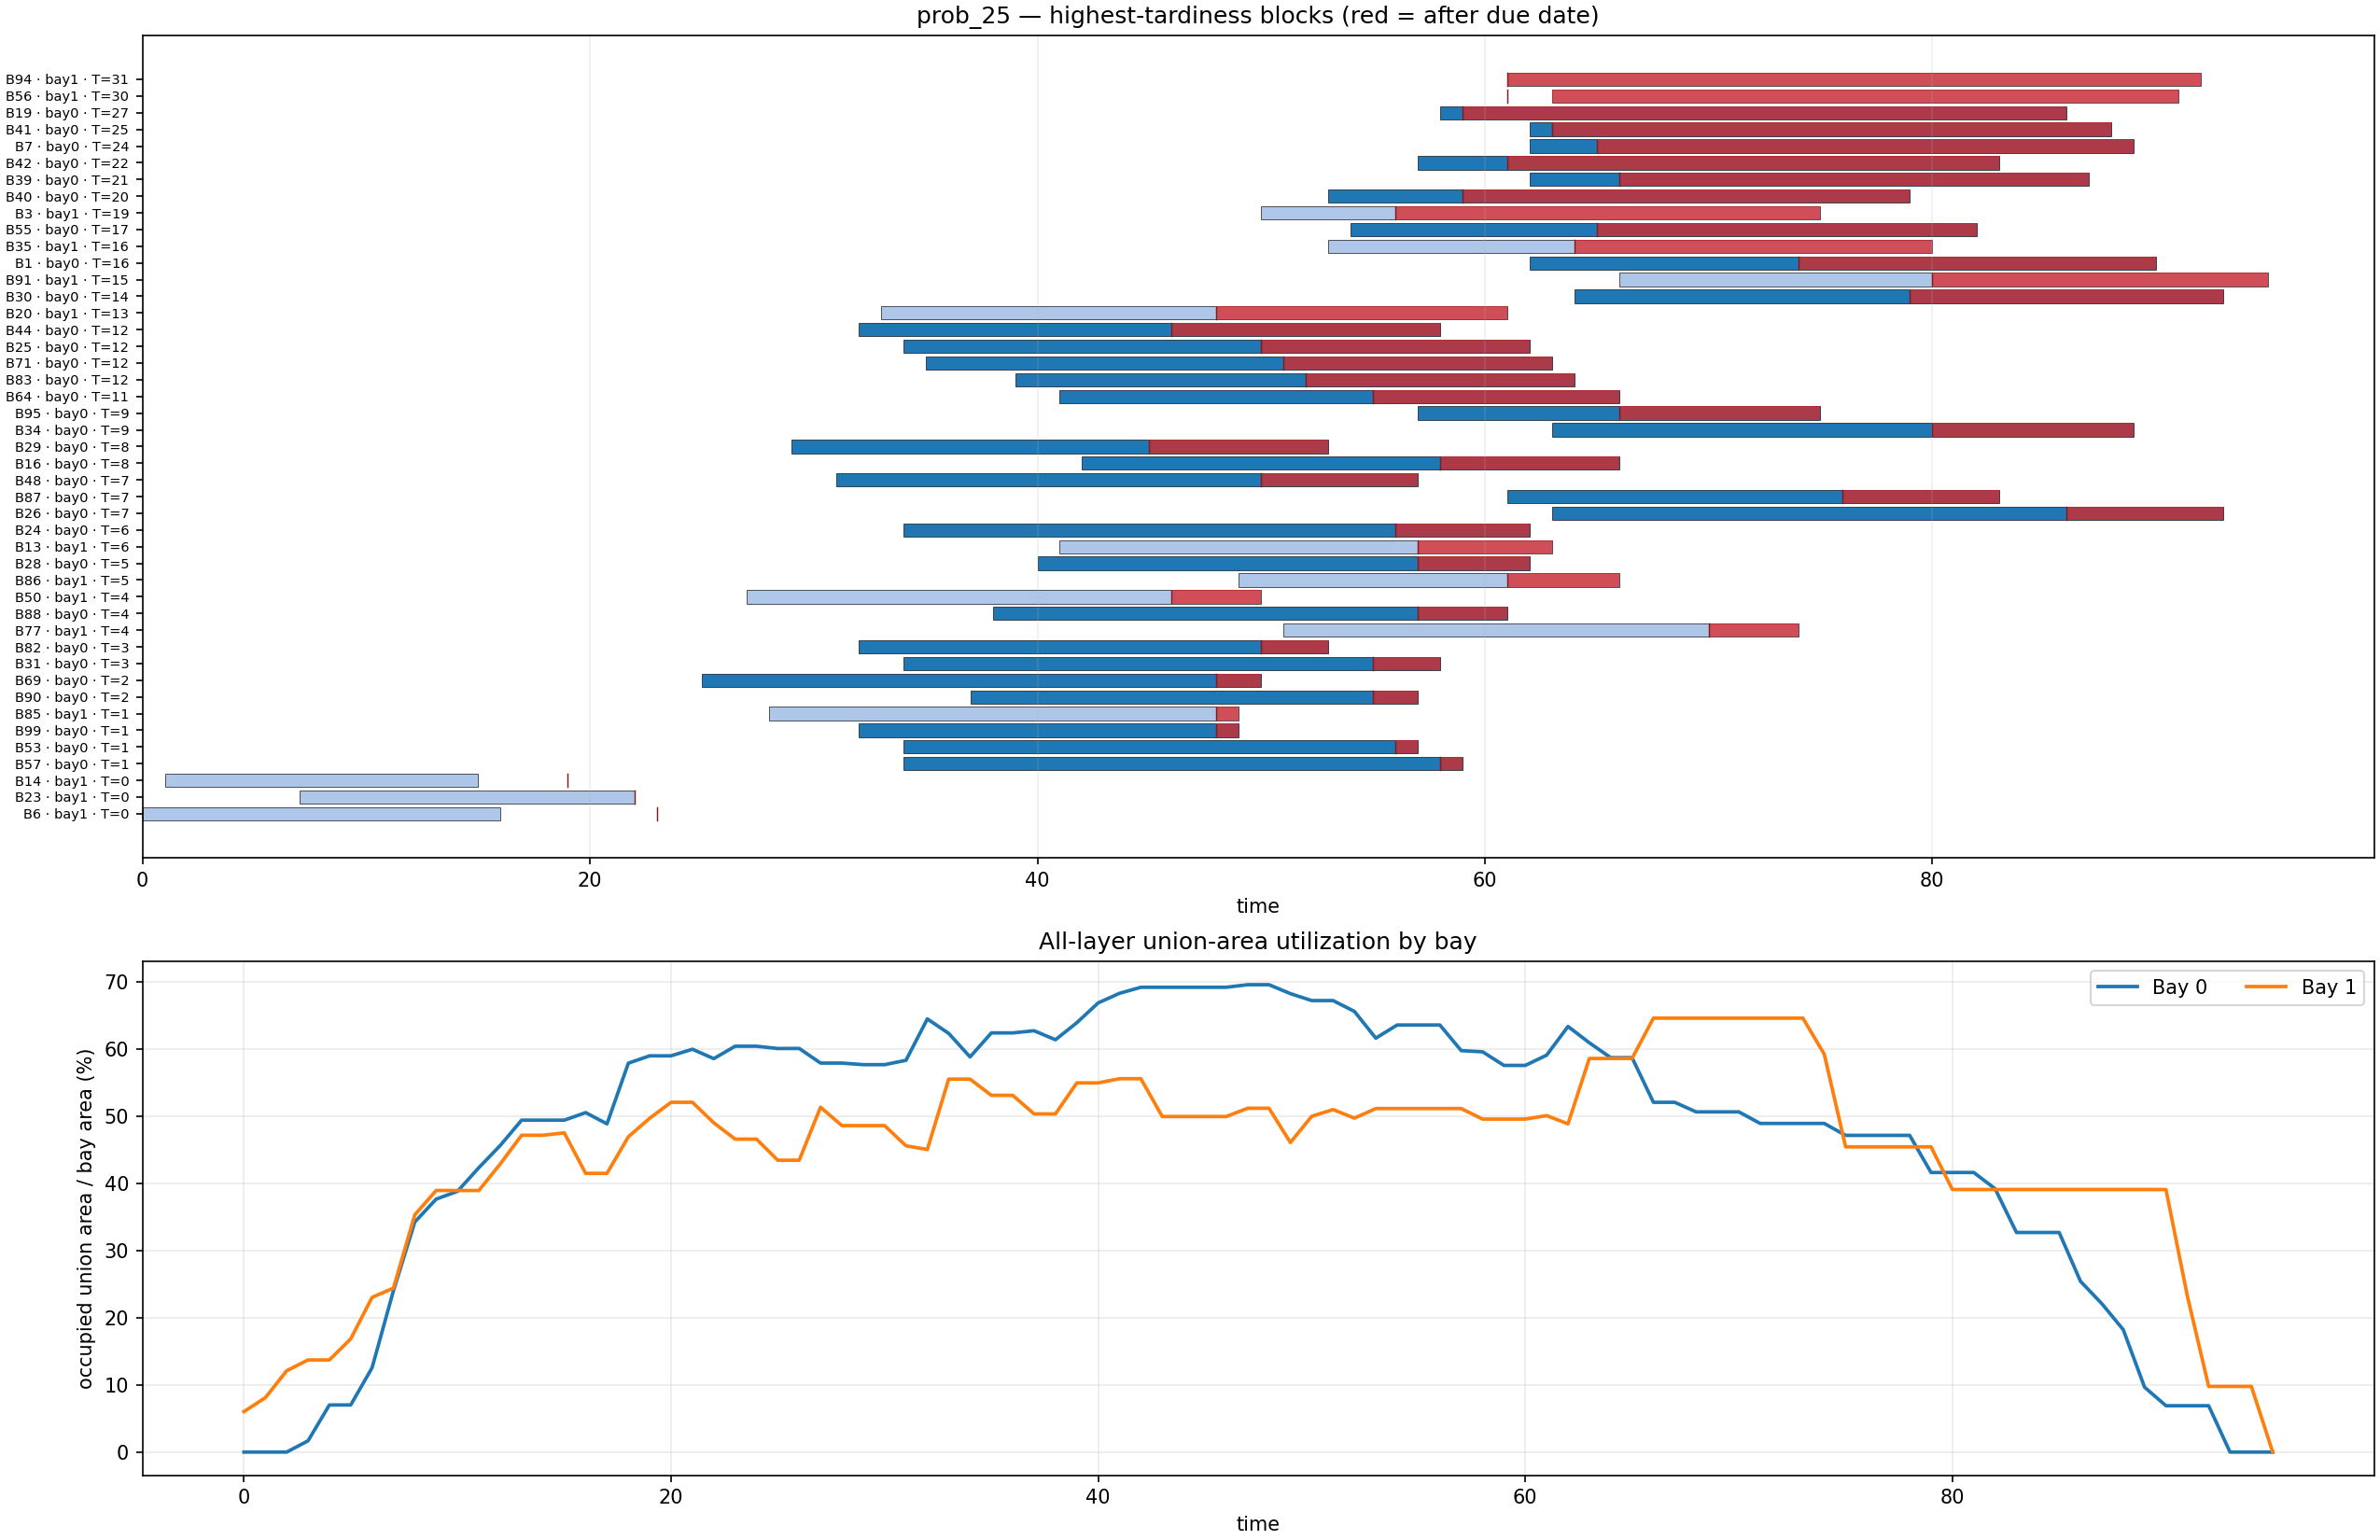 prob_25 — highest-tardiness blocks (red = after due date)
B94 · bay1 · T=31
B56 · bay1 · T=30
B19 · bay0 · T=27
B41 · bay0 · T=25
B7 · bay0 · T=24
B42 · bay0 · T=22
B39 · bay0 · T=21
B40 · bay0 · T=20
B3 · bay1 · T=19
B55 · bay0 · T=17
B35 · bay1 · T=16
B1 · bay0 · T=16
B91 · bay1 · T=15
B30 · bay0 · T=14
B20 · bay1 · T=13
B44 · bay0 · T=12
B25 · bay0 · T=12
B71 · bay0 · T=12
B83 · bay0 · T=12
B64 · bay0 · T=11
B95 · bay0 · T=9
B34 · bay0 · T=9
B29 · bay0 · T=8
B16 · bay0 · T=8
B48 · bay0 · T=7
B87 · bay0 · T=7
B26 · bay0 · T=7
B24 · bay0 · T=6
B13 · bay1 · T=6
B28 · bay0 · T=5
B86 · bay1 · T=5
B50 · bay1 · T=4
B88 · bay0 · T=4
B77 · bay1 · T=4
B82 · bay0 · T=3
B31 · bay0 · T=3
B69 · bay0 · T=2
B90 · bay0 · T=2
B85 · bay1 · T=1
B99 · bay0 · T=1
B53 · bay0 · T=1
B57 · bay0 · T=1
B14 · bay1 · T=0
B23 · bay1 · T=0
B6 · bay1 · T=0
0 20 40 60 80
time
All-layer union-area utilization by bay
occupied union area / bay area (%)
70
60
50
40
30
20
10
0
Bay 0 Bay 1
0 20 40 60 80
time